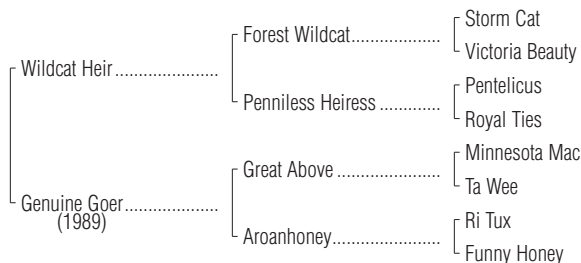 Storm Cat
Forest Wildcat....................
Victoria Beauty
Wildcat Heir.......................
Pentelicus
Penniless Heiress.............
Royal Ties
Minnesota Mac
Great Above.......................
Ta Wee
Genuine Goer.....................
(1989)
Ri Tux
Aroanhoney........................
Funny Honey